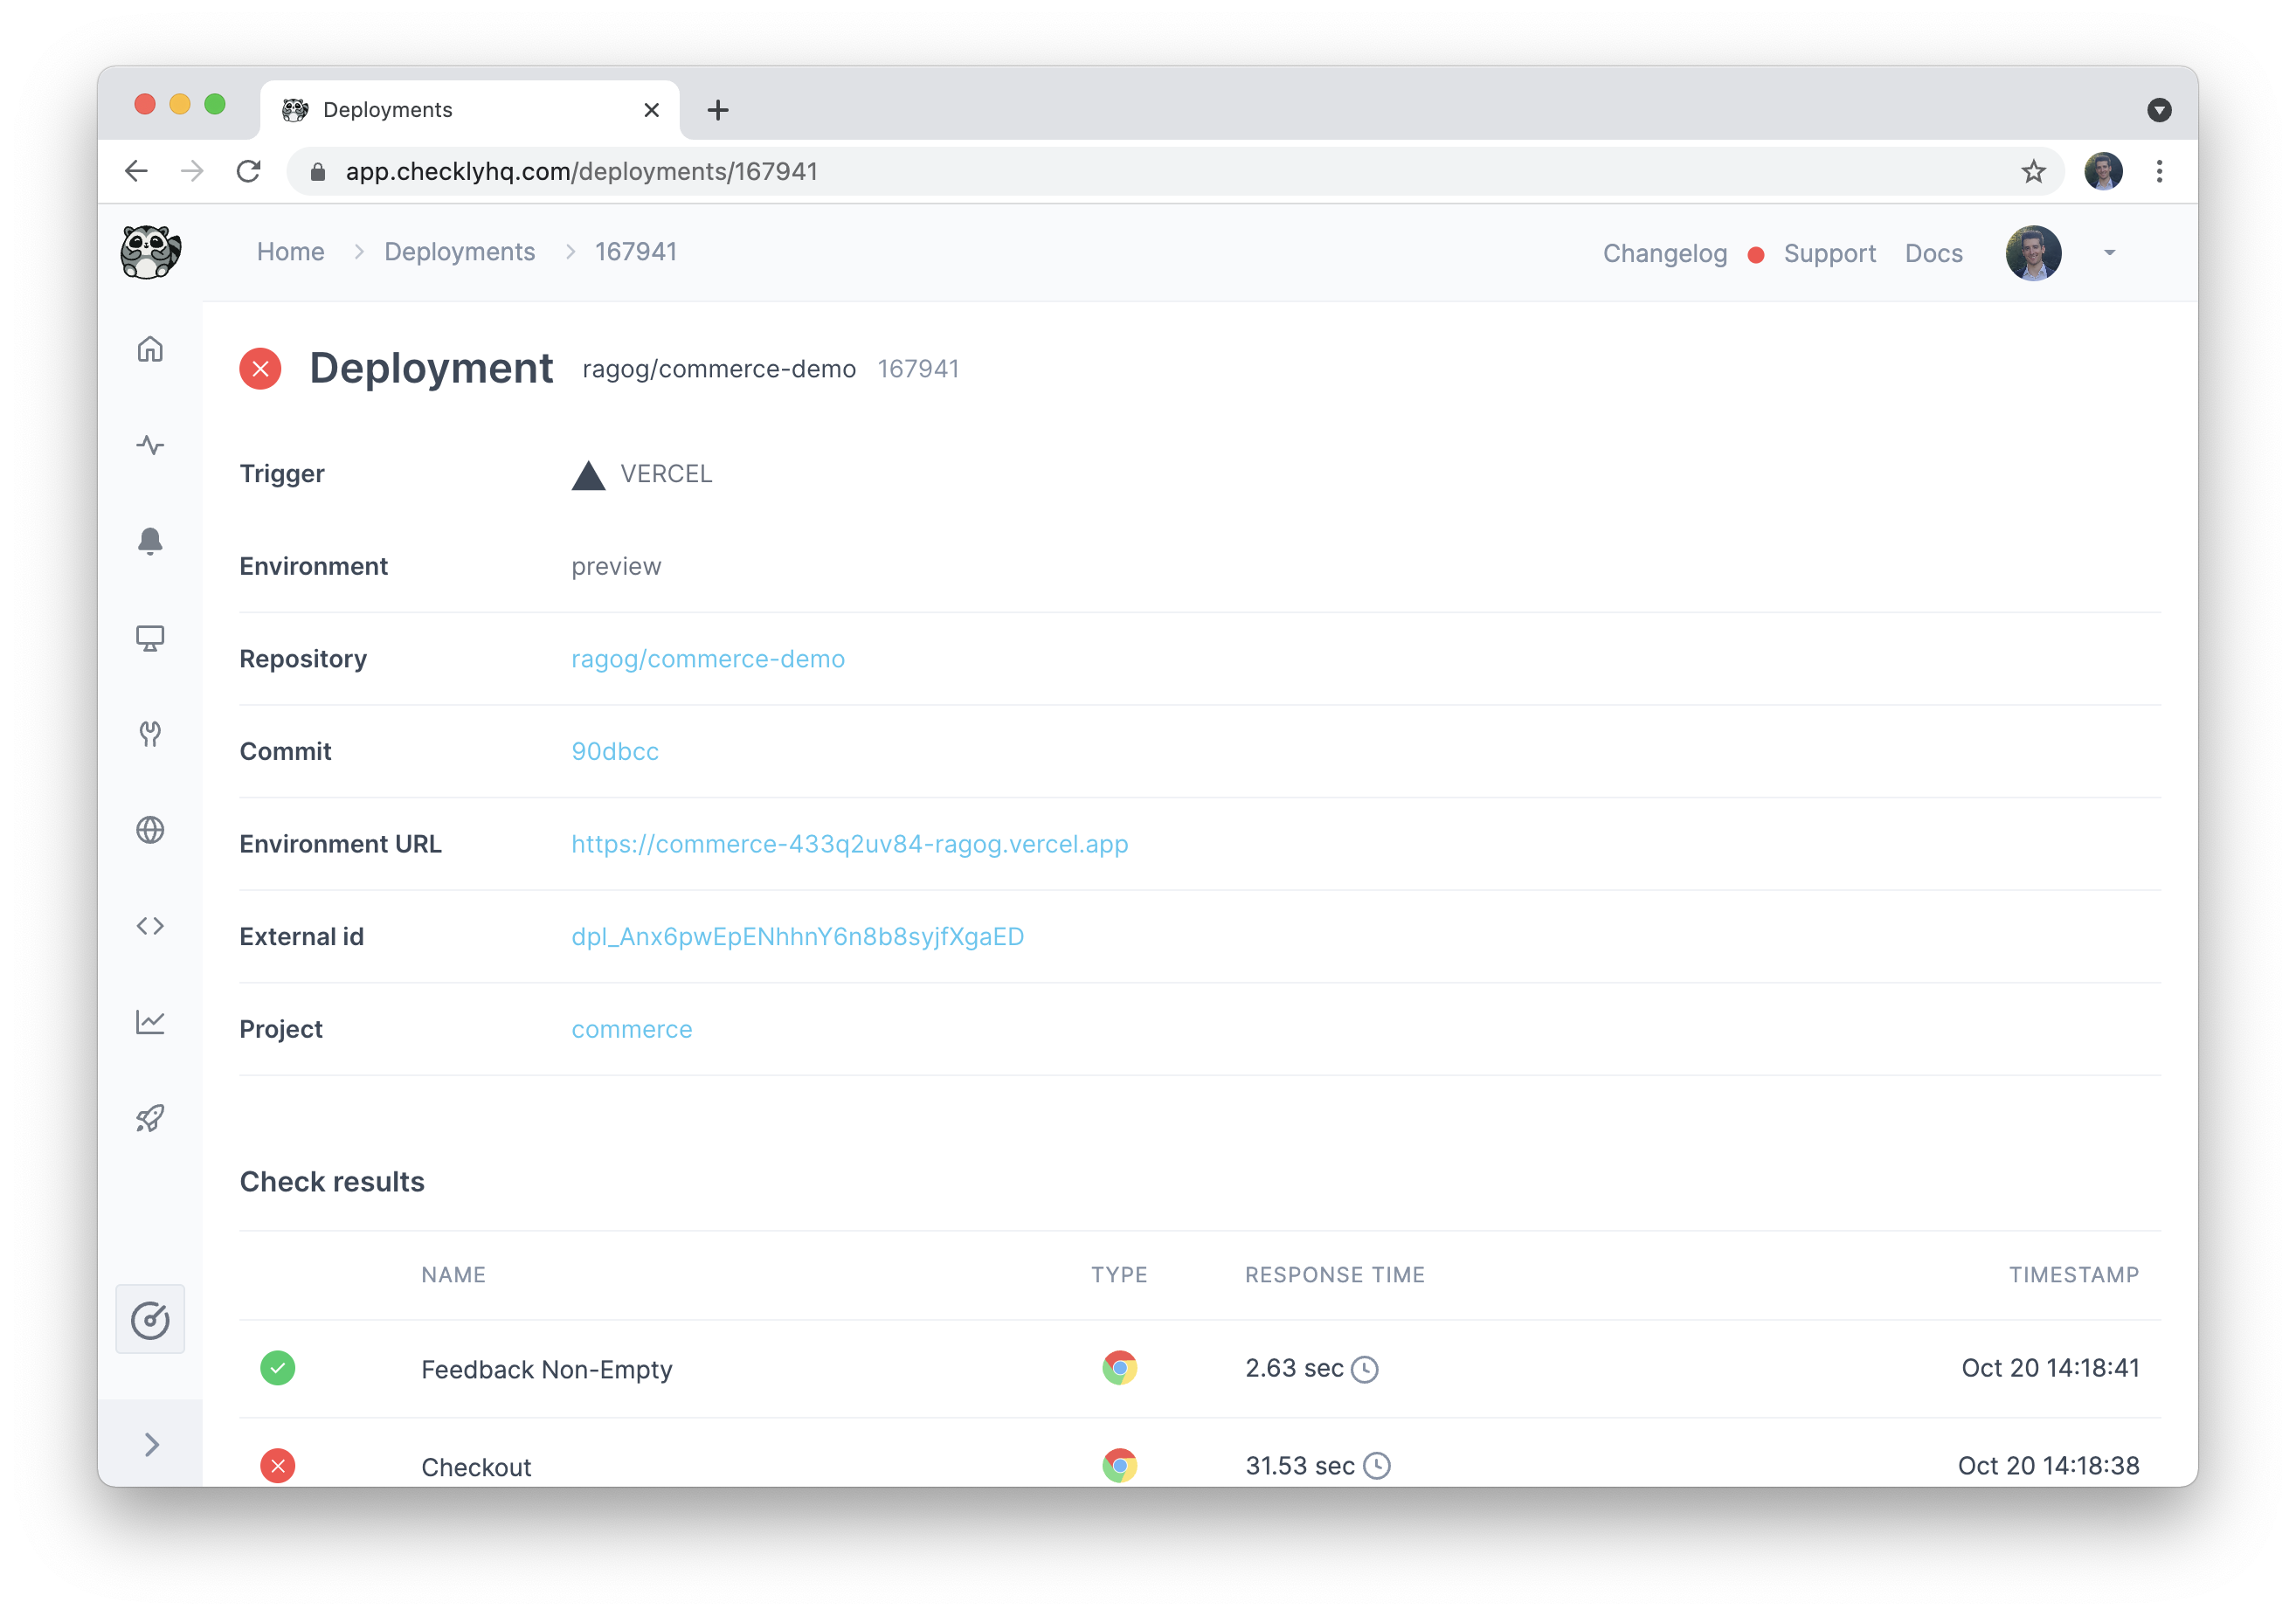 Deployments
app.checklyhq.com/deployments/167941
Home Deployments 167941 Changelog Support Docs
Deployment ragog/commerce-demo 167941
Trigger VERCEL
Environment preview
Repository ragog/commerce-demo
Commit 90dbcc
Environment URL https://commerce-433q2uv84-ragog.vercel.app
External id dpl_Anx6pwEpENhhnY6n8b8syjfXgaED
Project commerce
Check results
NAME TYPE RESPONSE TIME TIMESTAMP
Feedback Non-Empty 2.63 sec Oct 20 14:18:41
Checkout 31.53 sec Oct 20 14:18:38